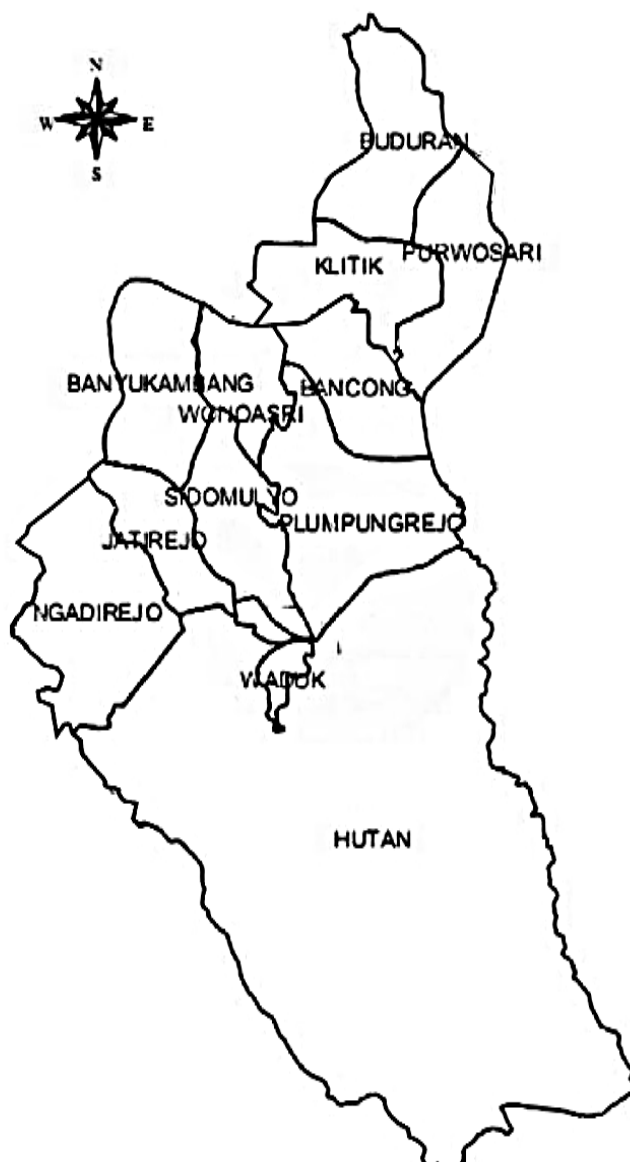 N
W E
S
BUDURAN
PURWOSARI
KLITIK
BANYUKAMBANG
BANCONG
WONOASRI
SIDOMULYO
PLUMPUNGREJO
JATIREJO
NGADIREJO
WADUK
HUTAN